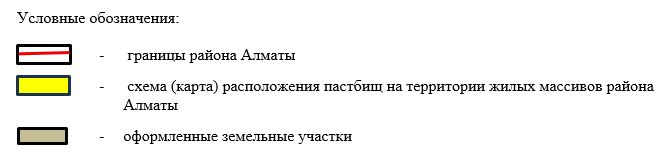 Условные обозначения:
- границы района Алматы
- схема (карта) расположения пастбищ на территории жилых массивов района
Алматы
- оформленные земельные участки